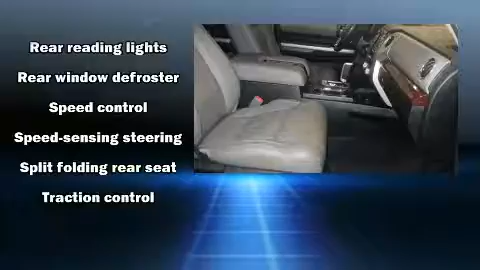 Rear reading lights
Rear window defroster
Speed control
Speed-sensing steering
Split folding rear seat
Traction control